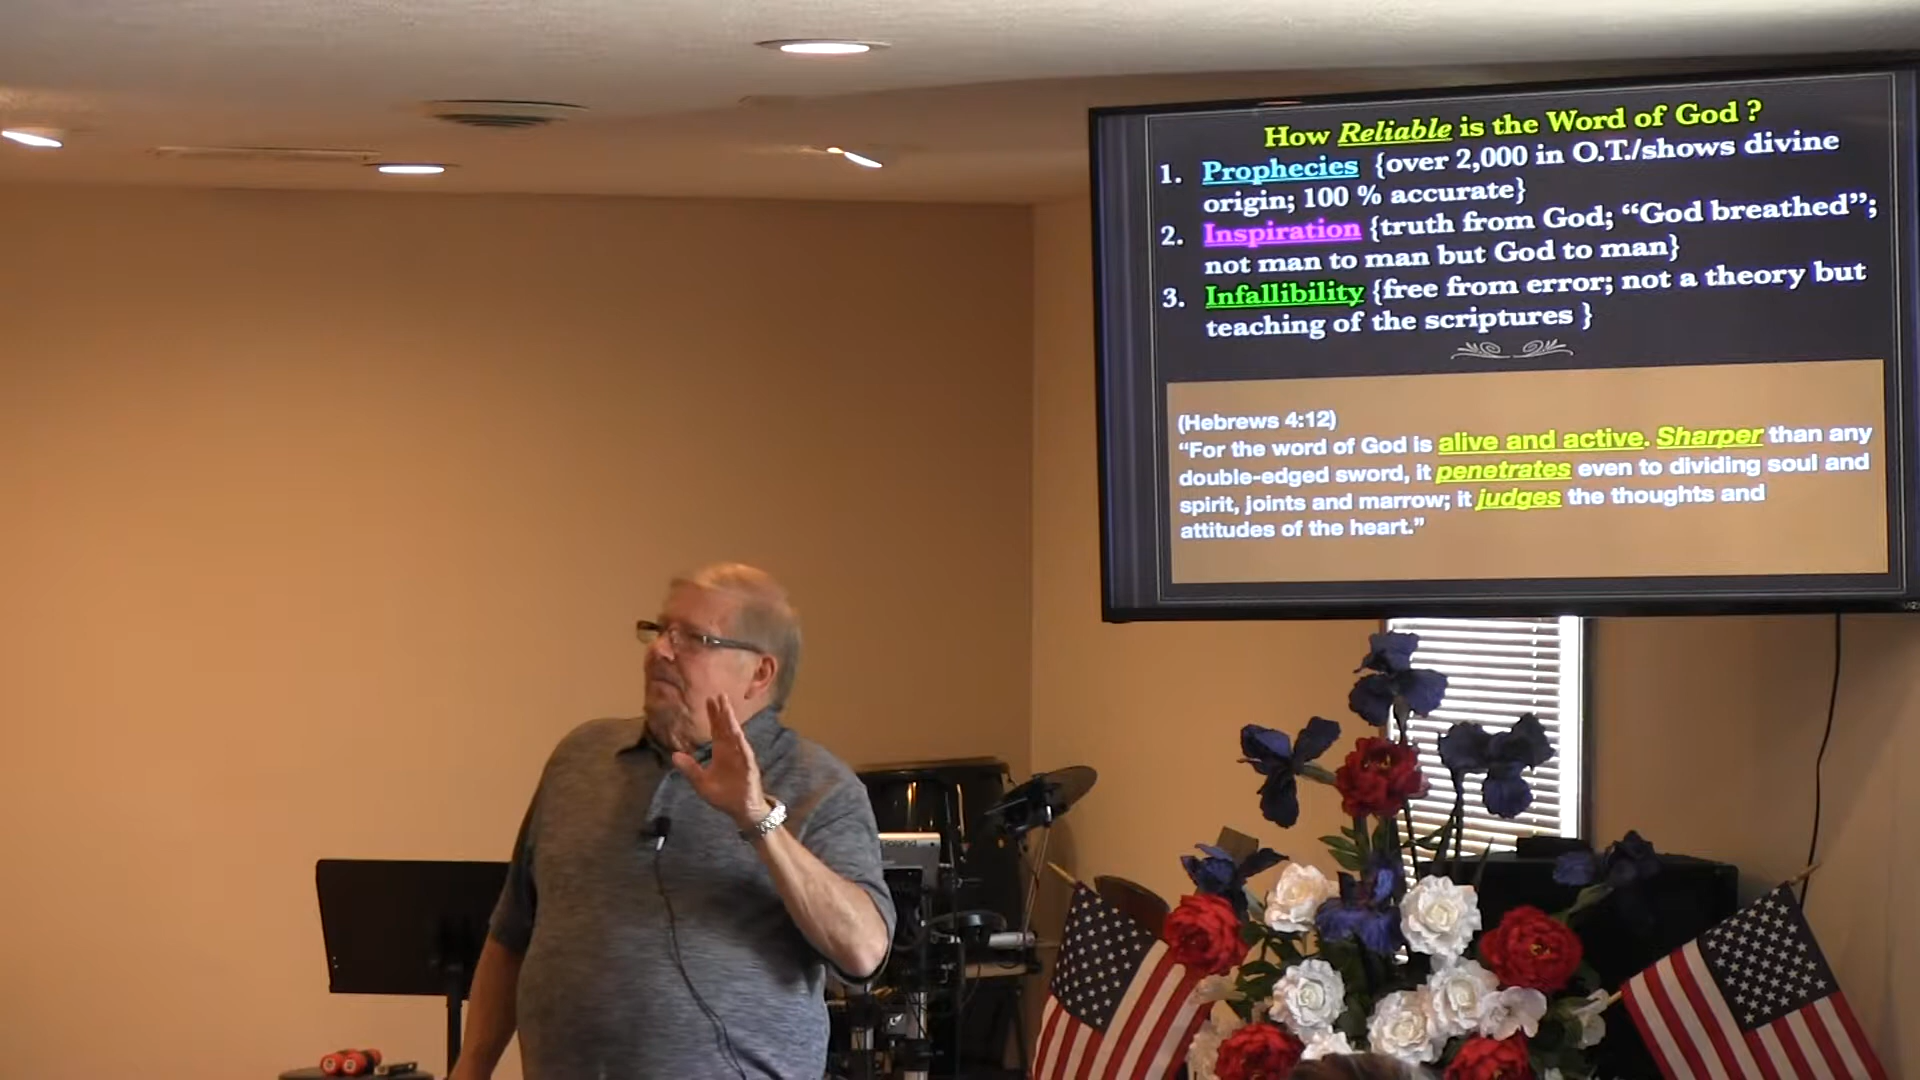 How Reliable is the Word of God ?
1. Prophecies {over 2,000 in O.T./shows divine
origin; 100 % accurate}
2. Inspiration {truth from God; “God breathed”;
not man to man but God to man}
3. Infallibility {free from error; not a theory but
teaching of the scriptures }
(Hebrews 4:12)
“For the word of God is alive and active. Sharper than any
double-edged sword, it penetrates even to dividing soul and
spirit, joints and marrow; it judges the thoughts and
attitudes of the heart.”
Roland